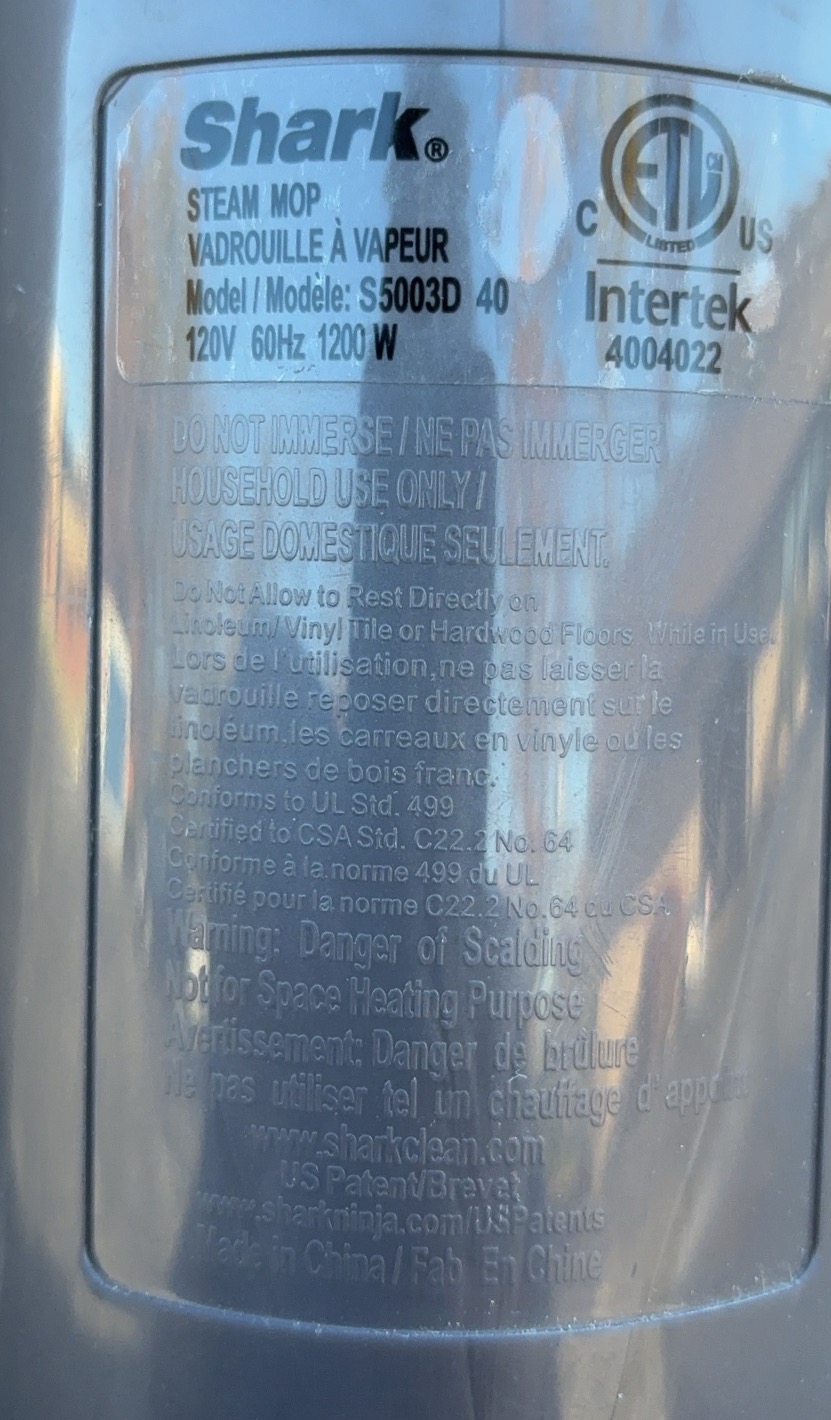 Shark®
STEAM MOP
VADROUILLE À VAPEUR
Model / Modèle: S5003D 40
120V 60Hz 1200 W
ETL CM
LISTED
C US
Intertek
4004022
DO NOT IMMERSE / NE PAS IMMERGER
HOUSEHOLD USE ONLY /
USAGE DOMESTIQUE SEULEMENT.
Do Not Allow to Rest Directly on
Linoleum/ Vinyl Tile or Hardwood Floors While in Use.
Lors de l'utilisation, ne pas laisser la
vadrouille reposer directement sur le
linoléum, les carreaux en vinyle ou les
planchers de bois franc.
Conforms to UL Std. 499
Certified to CSA Std. C22.2 No. 64
Conforme à la norme 499 du UL
Certifié pour la norme C22.2 No.64 du CSA
Warning: Danger of Scalding
Not for Space Heating Purpose
Avertissement: Danger de brûlure
Ne pas utiliser tel un chauffage d'appoint
www.sharkclean.com
US Patent/Brevet
www.sharkninja.com/USPatents
Made in China / Fab En Chine